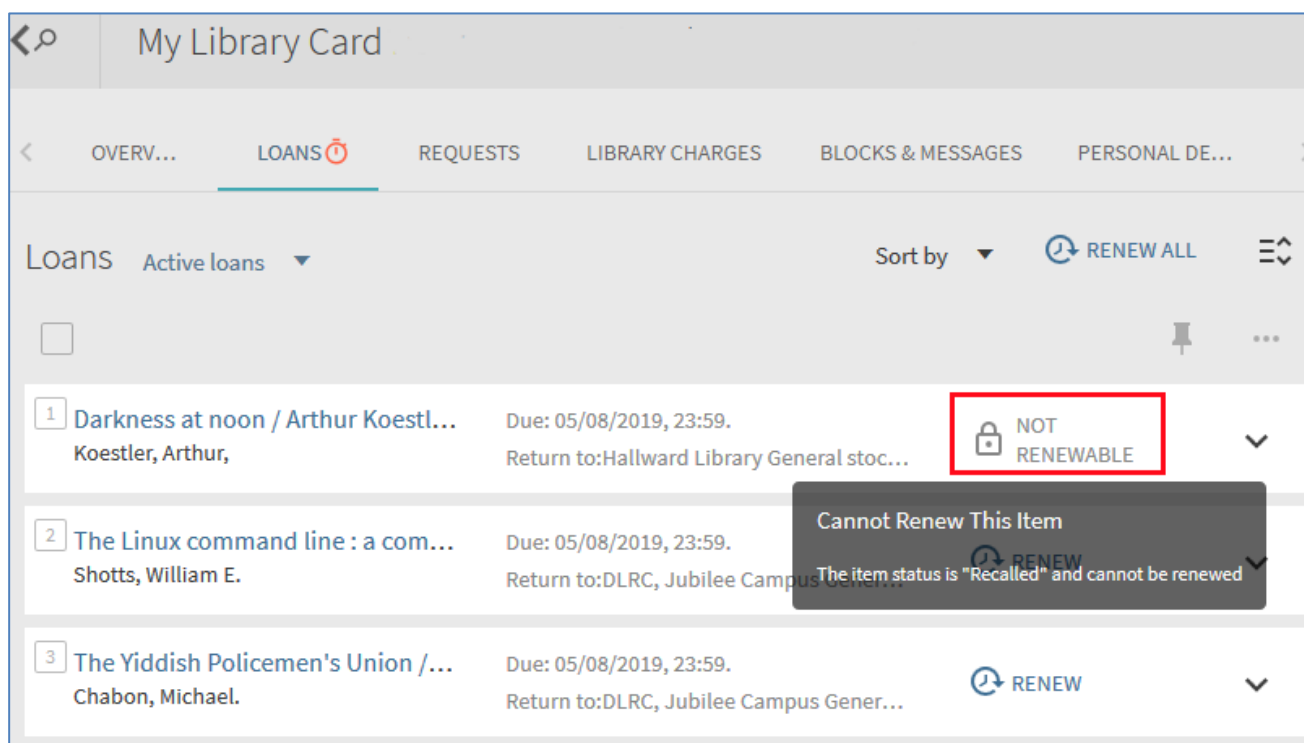 My Library Card
OVERV... LOANS REQUESTS LIBRARY CHARGES BLOCKS & MESSAGES PERSONAL DE...
Loans Active loans Sort by RENEW ALL
1 Darkness at noon / Arthur Koestl... Due: 05/08/2019, 23:59. NOT
Koestler, Arthur, Return to:Hallward Library General stoc... RENEWABLE
Cannot Renew This Item
2 The Linux command line : a com... Due: 05/08/2019, 23:59. RENEW
The item status is "Recalled" and cannot be renewed
Shotts, William E. Return to:DLRC, Jubilee Campus Gener...
3 The Yiddish Policemen's Union /... Due: 05/08/2019, 23:59. RENEW
Chabon, Michael. Return to:DLRC, Jubilee Campus Gener...